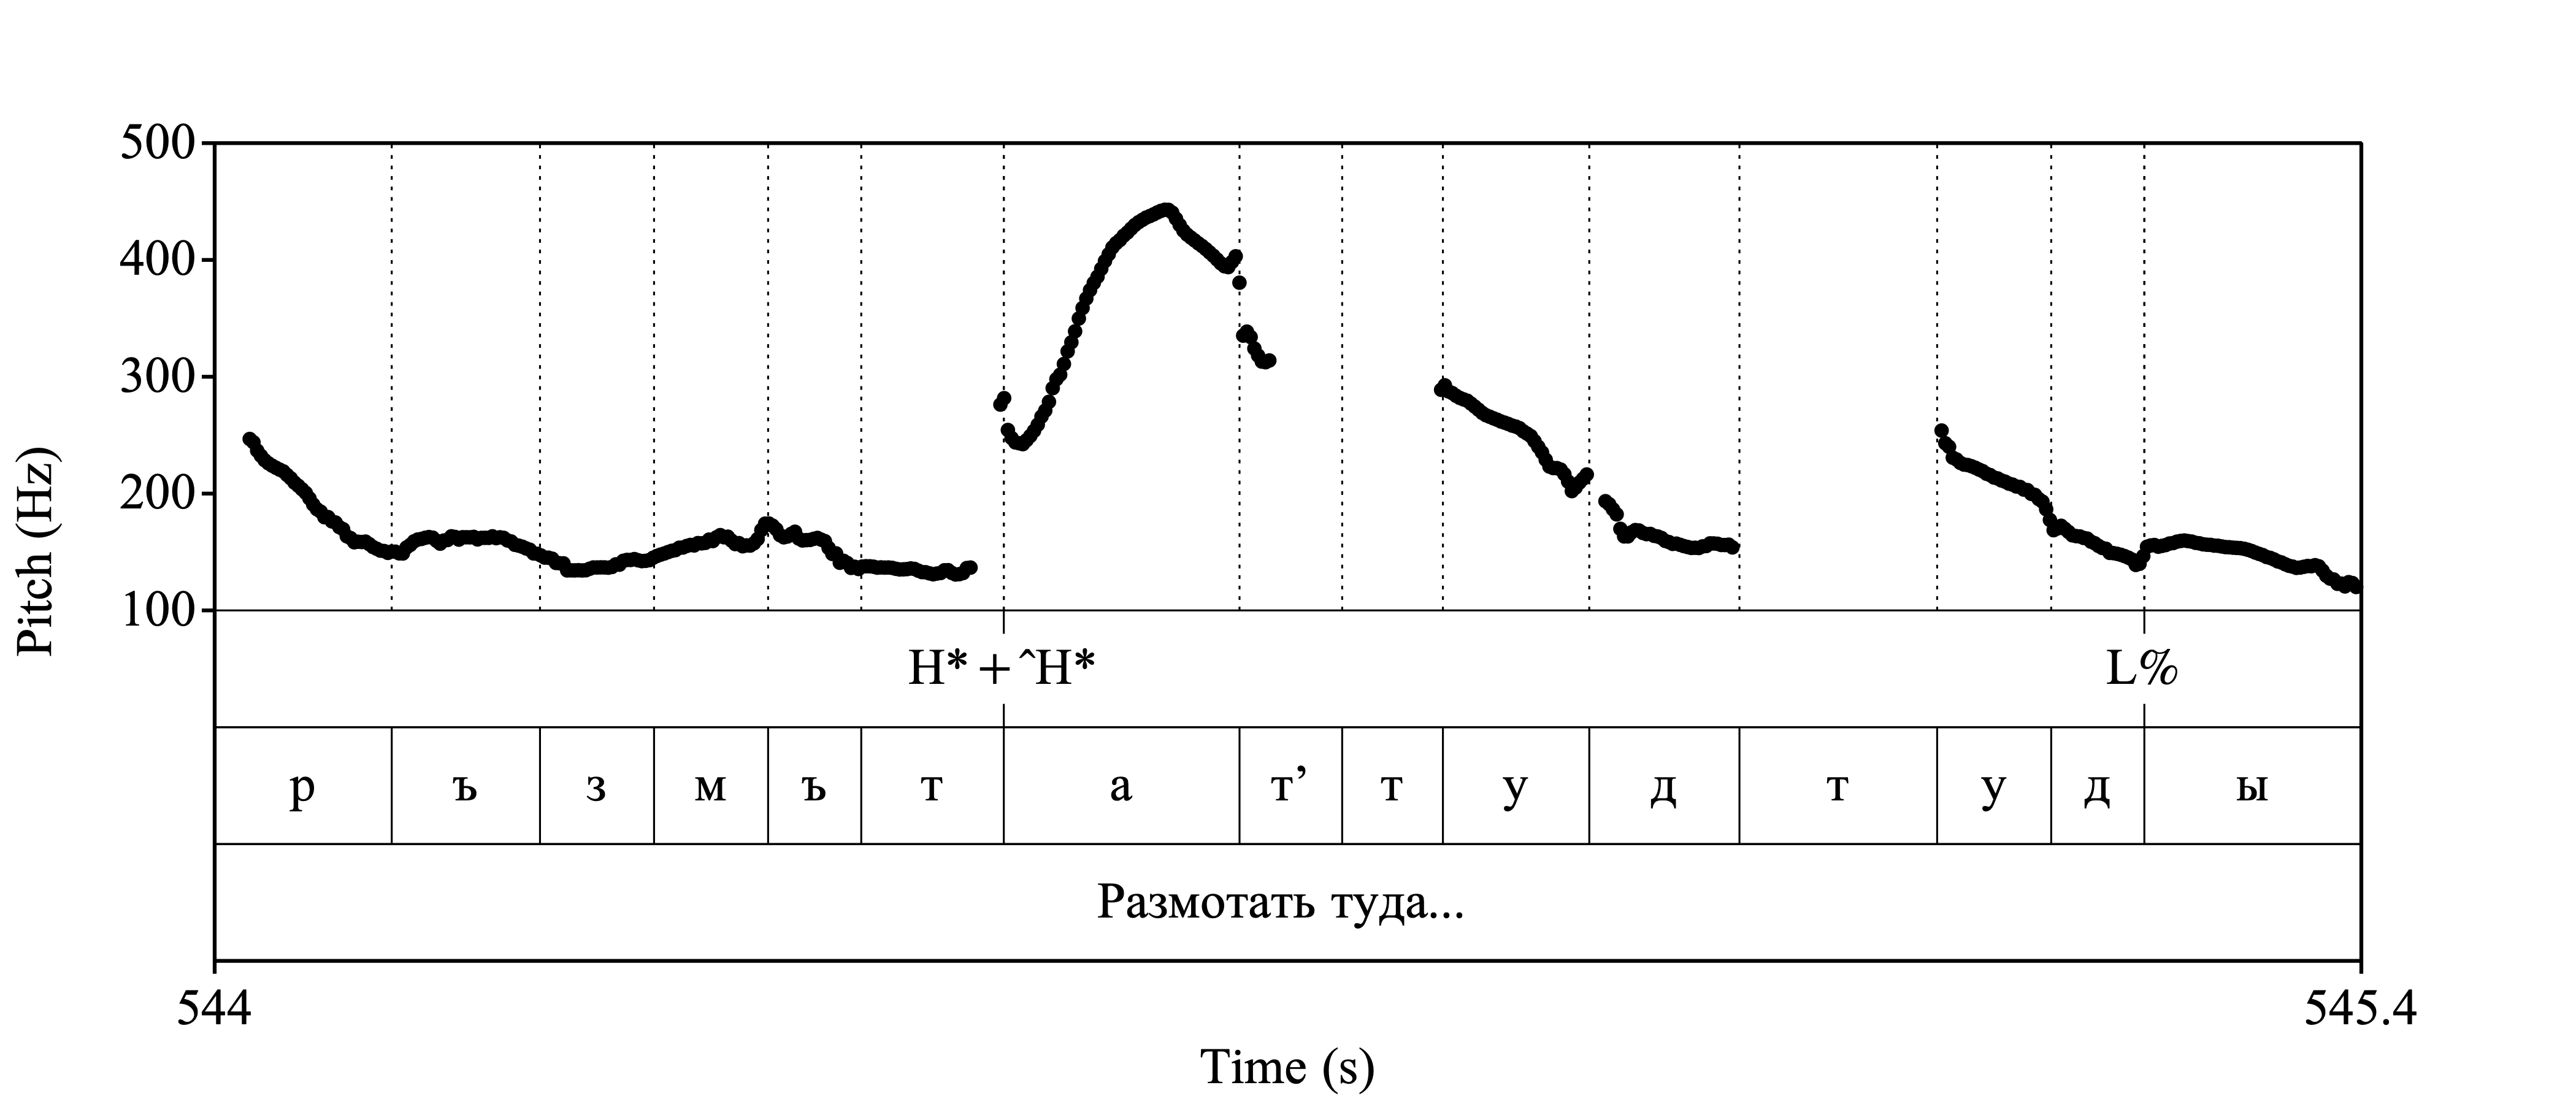 500
400
300
200
100
Pitch (Hz)
H* + ˆH* L%
р ъ з м ъ т а т’ т у д т у д ы
Размотать туда...
544 545.4
Time (s)